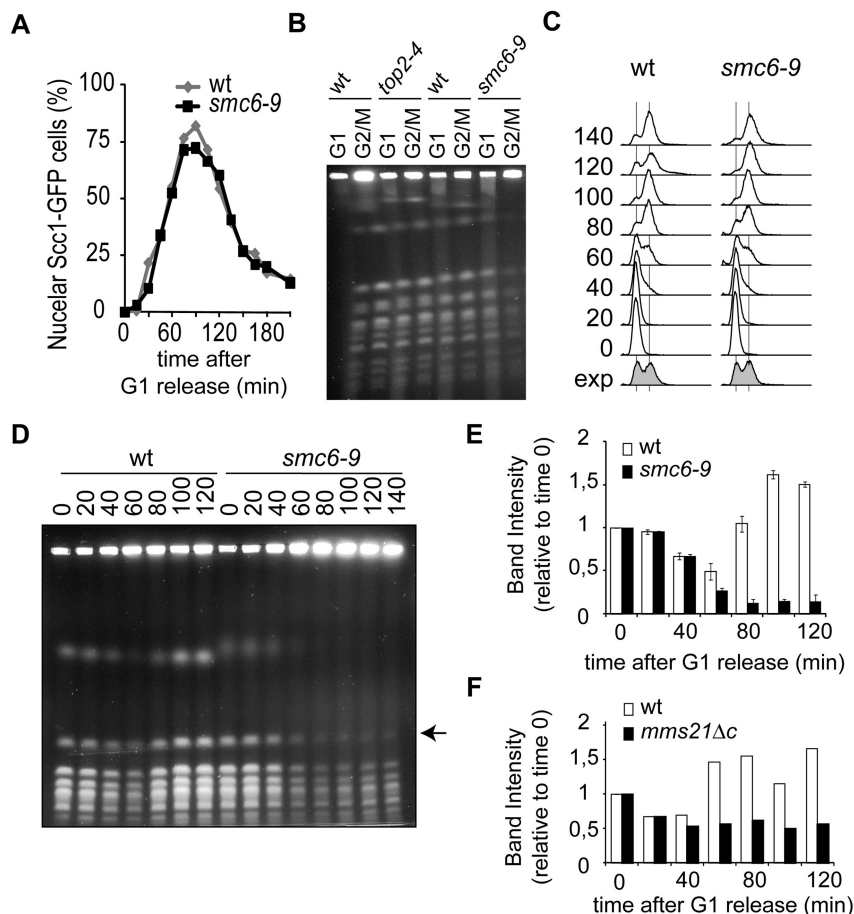 A
Nucelar Scc1-GFP cells (%)
100
75
50
25
0
wt
smc6-9
0 60 120 180
time after
G1 release (min)
B
wt top2-4 wt smc6-9
G1 G2/M G1 G2/M G1 G2/M G1 G2/M
C
wt smc6-9
140
120
100
80
60
40
20
0
exp
D
wt smc6-9
0 20 40 60 80 100 120 0 20 40 60 80 100 120 140
E
Band Intensity
(relative to time 0)
2
1,5
1
0,5
0
wt
smc6-9
0 40 80 120
time after G1 release (min)
F
Band Intensity
(relative to time 0)
2
1,5
1
0,5
0
wt
mms21Δc
0 40 80 120
time after G1 release (min)